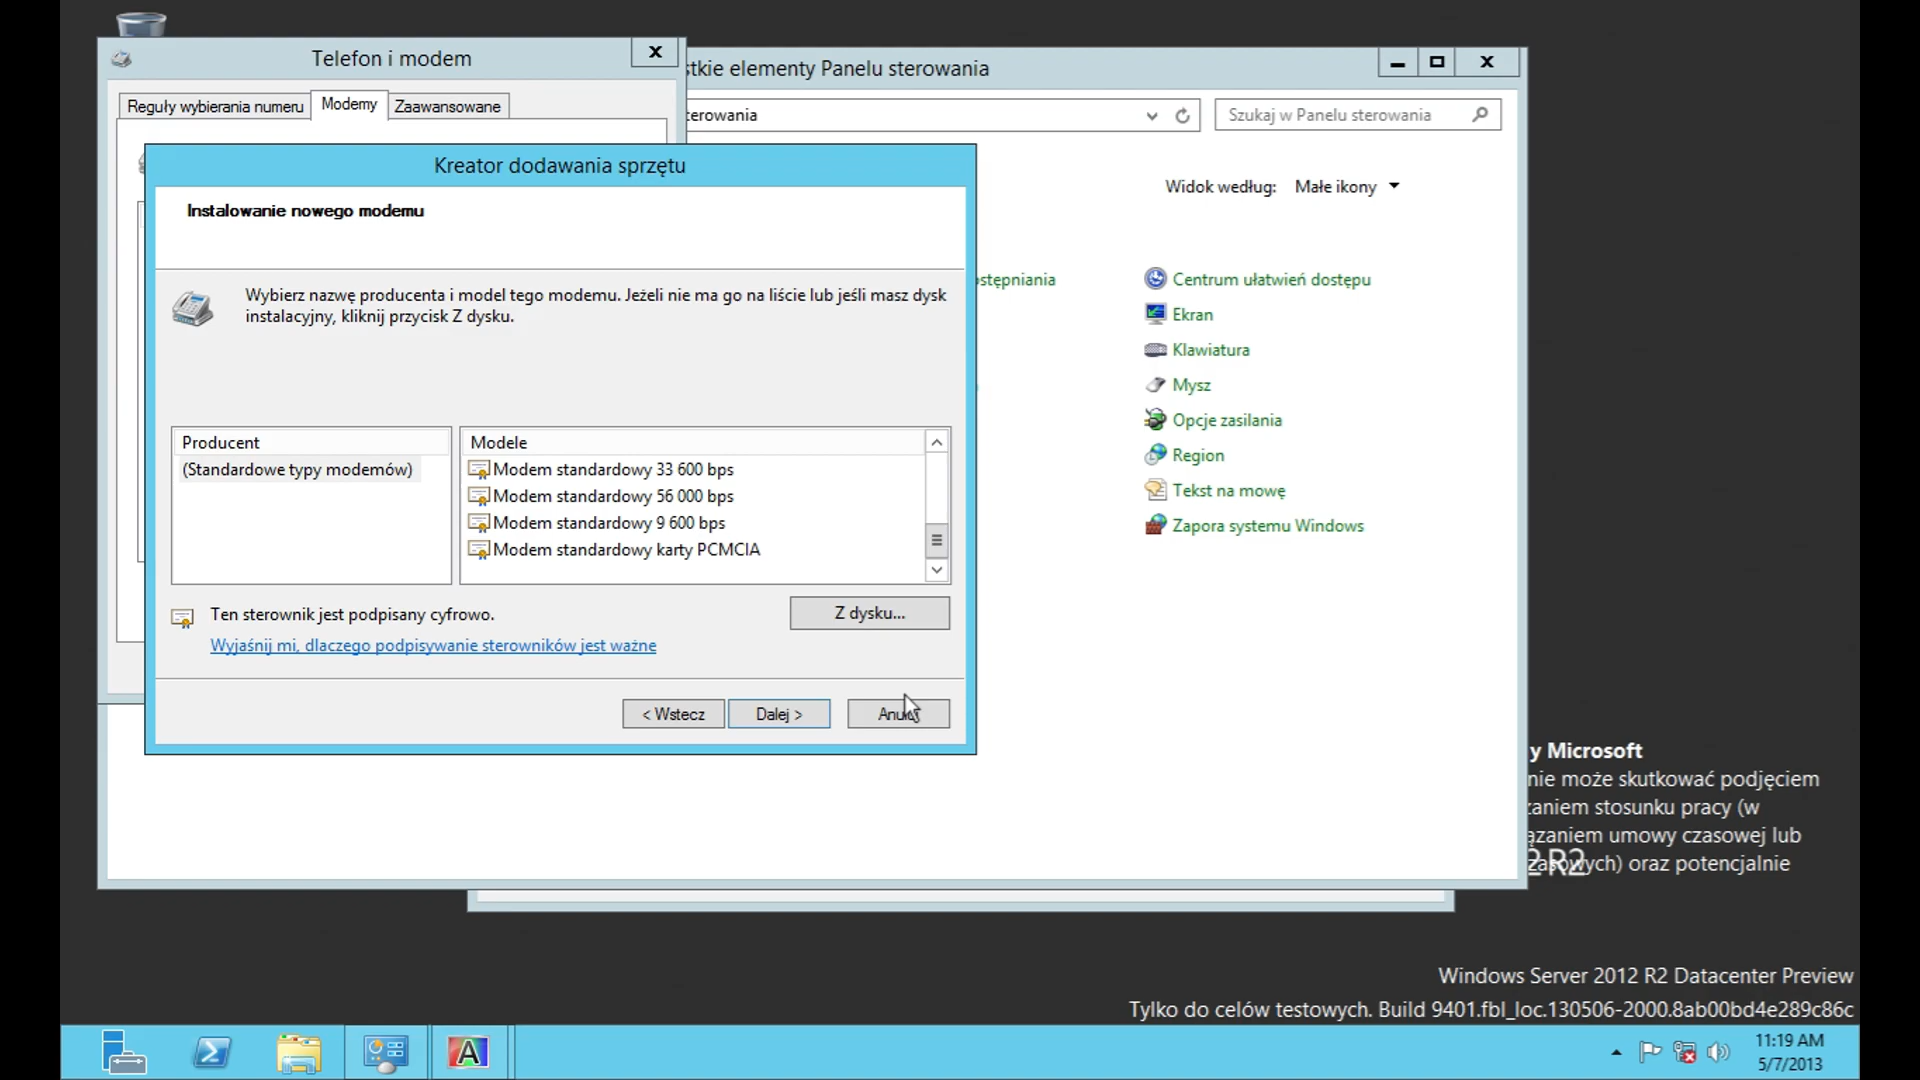 Telefon i modem
X
stkie elementy Panelu sterowania
X
Reguły wybierania numeru
Modemy
Zaawansowane
terowania
Szukaj w Panelu sterowania
Kreator dodawania sprzętu
Widok według: Małe ikony
Instalowanie nowego modemu
Wybierz nazwę producenta i model tego modemu. Jeżeli nie ma go na liście lub jeśli masz dysk
instalacyjny, kliknij przycisk Z dysku.
Producent
(Standardowe typy modemów)
Modele
Modem standardowy 33 600 bps
Modem standardowy 56 000 bps
Modem standardowy 9 600 bps
Modem standardowy karty PCMCIA
Ten sterownik jest podpisany cyfrowo.
Wyjaśnij mi, dlaczego podpisywanie sterowników jest ważne
Z dysku...
< Wstecz
Dalej >
Anuluj
ostępniania
Centrum ułatwień dostępu
Ekran
Klawiatura
Mysz
Opcje zasilania
Region
Tekst na mowę
Zapora systemu Windows
y Microsoft
nie może skutkować podjęciem
zaniem stosunku pracy (w
ązaniem umowy czasowej lub
zasowych) oraz potencjalnie
2 R2
Windows Server 2012 R2 Datacenter Preview
Tylko do celów testowych. Build 9401.fbl_loc.130506-2000.8ab00bd4e289c86c
A
11:19 AM
5/7/2013